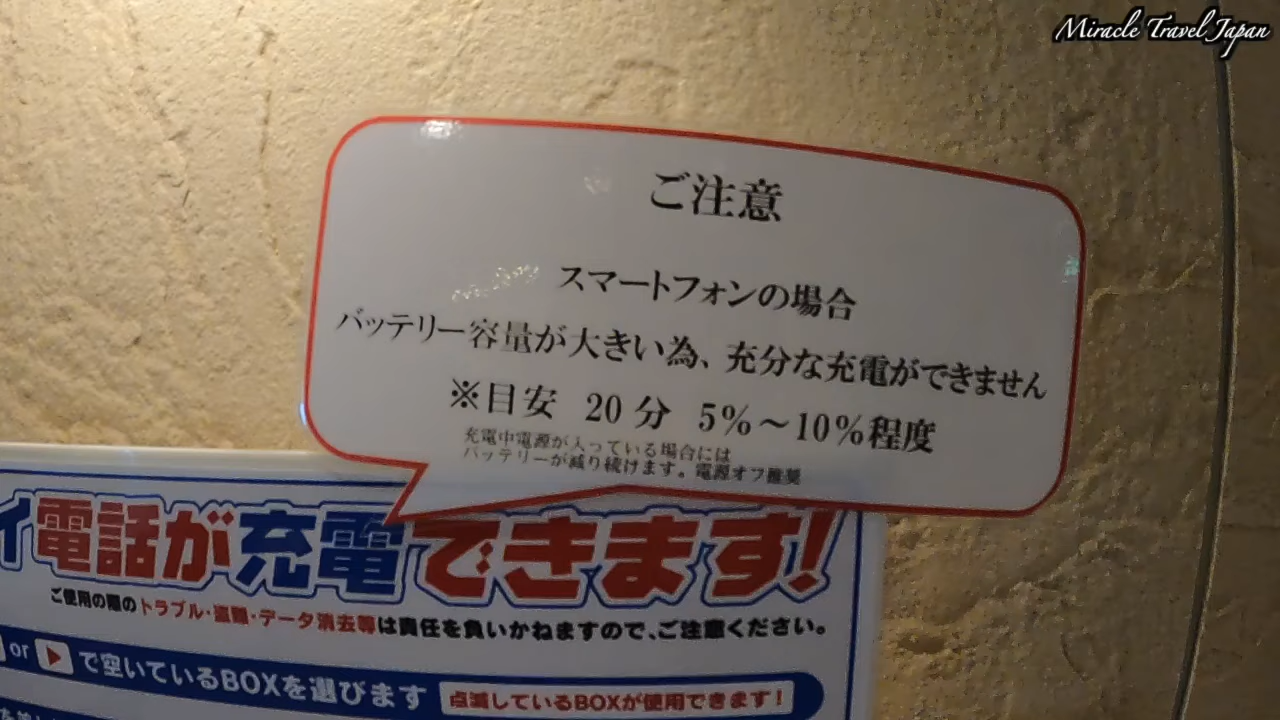 Miracle Travel Japan
ご注意
スマートフォンの場合
バッテリー容量が大きい為、充分な充電ができません
※目安 20分 5%～10%程度
充電中電源が入っている場合には
バッテリーが減り続けます。電源オフ推奨
イ電話が充電できます!
ご使用の際のトラブル・盗難・データ消去等は責任を負いかねますので、ご注意ください。
or ▶ で空いているBOXを選びます 点滅しているBOXが使用できます!